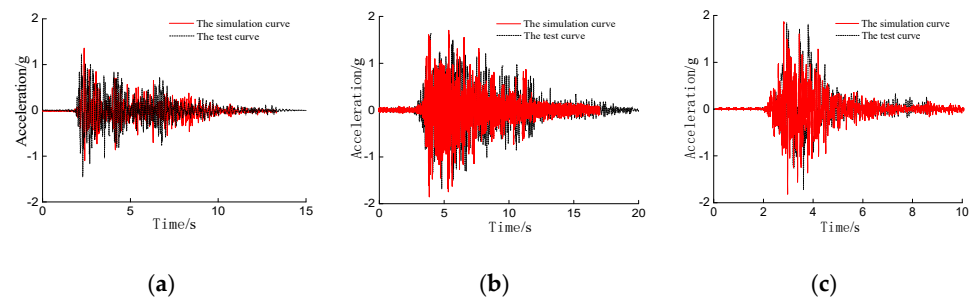 The simulation curve
The test curve
Acceleration/g
2
1
0
-1
-2
0
5
10
15
Time/s
(a)
The simulation curve
The test curve
Acceleration/g
2
1
0
-1
-2
0
5
10
15
20
Time/s
(b)
The simulation curve
The test curve
Acceleration/g
2
1
0
-1
-2
0
2
4
6
8
10
Time/s
(c)